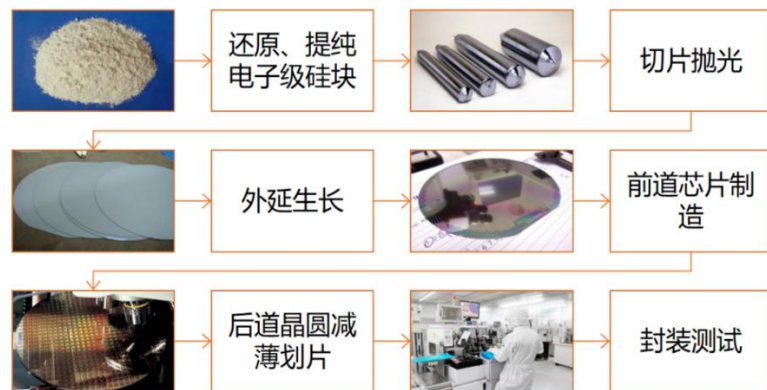 还原、提纯
电子级硅块
切片抛光
外延生长
前道芯片制
造
后道晶圆减
薄划片
封装测试